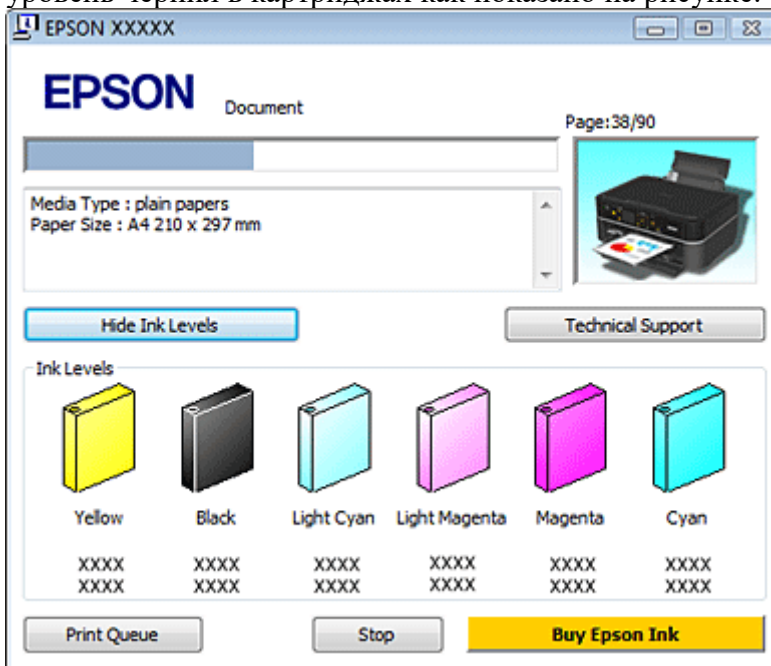 уровень чернил в картриджах как показано на рисунке.
EPSON XXXXX
EPSON Document
Page:38/90
Media Type : plain papers
Paper Size : A4 210 x 297 mm
Hide Ink Levels Technical Support
Ink Levels
Yellow Black Light Cyan Light Magenta Magenta Cyan
XXXX XXXX XXXX XXXX XXXX XXXX
XXXX XXXX XXXX XXXX XXXX XXXX
Print Queue Stop Buy Epson Ink